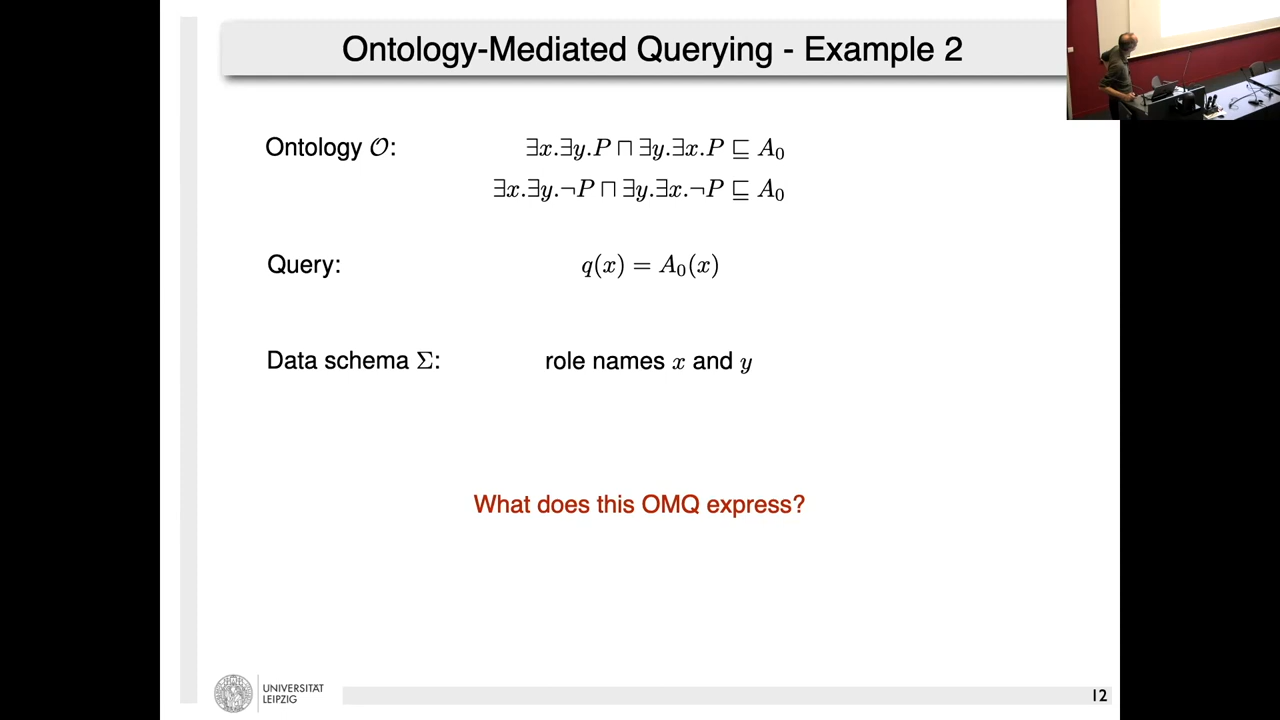 Ontology-Mediated Querying - Example 2
Ontology 𝒪: ∃x.∃y.P ⊓ ∃y.∃x.P ⊑ A₀
∃x.∃y.¬P ⊓ ∃y.∃x.¬P ⊑ A₀
Query: q(x) = A₀(x)
Data schema Σ: role names x and y
What does this OMQ express?
UNIVERSITÄT
LEIPZIG
12